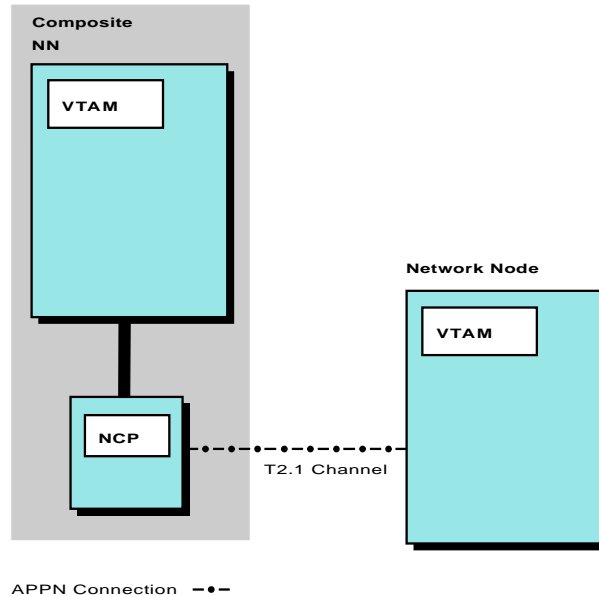 Composite
NN
VTAM
Network Node
VTAM
NCP
T2.1 Channel
APPN Connection